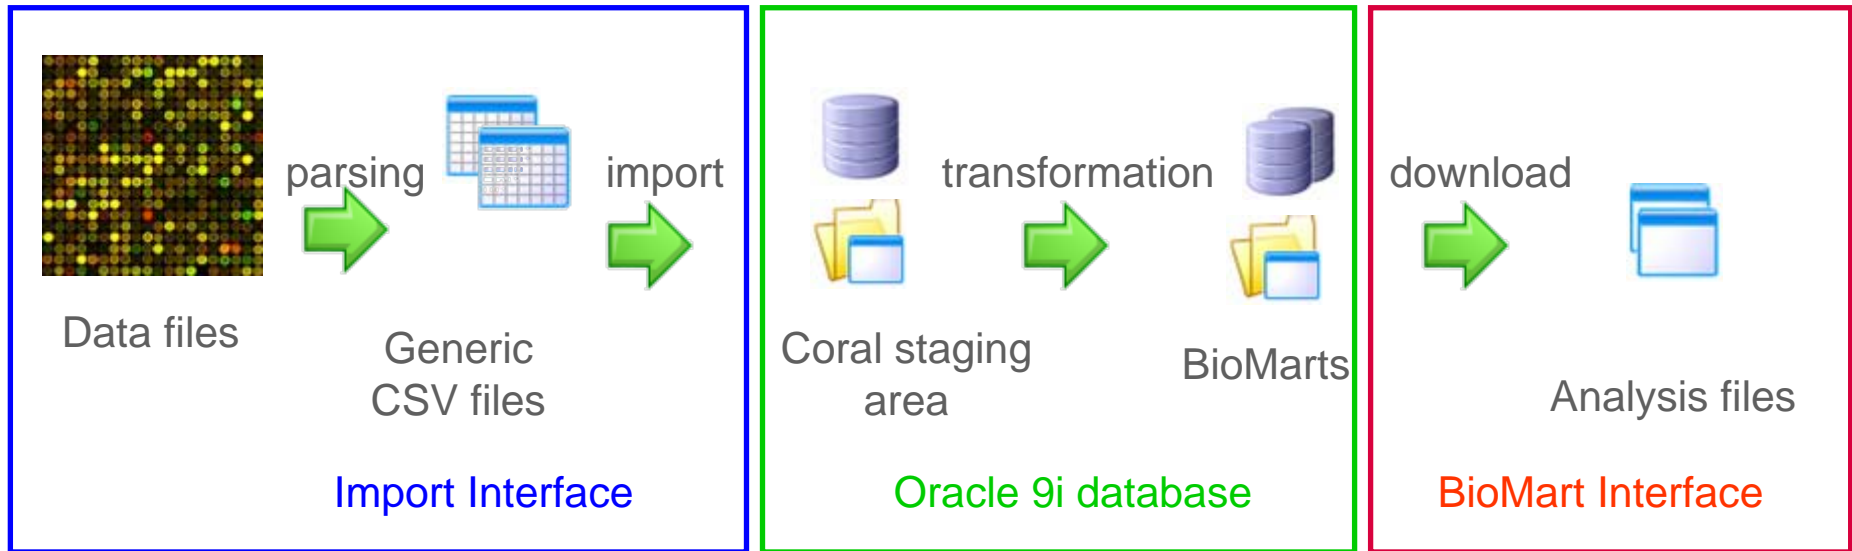 parsing
import
transformation
download
Data files
Generic
CSV files
Coral staging
area
BioMarts
Analysis files
Import Interface
Oracle 9i database
BioMart Interface